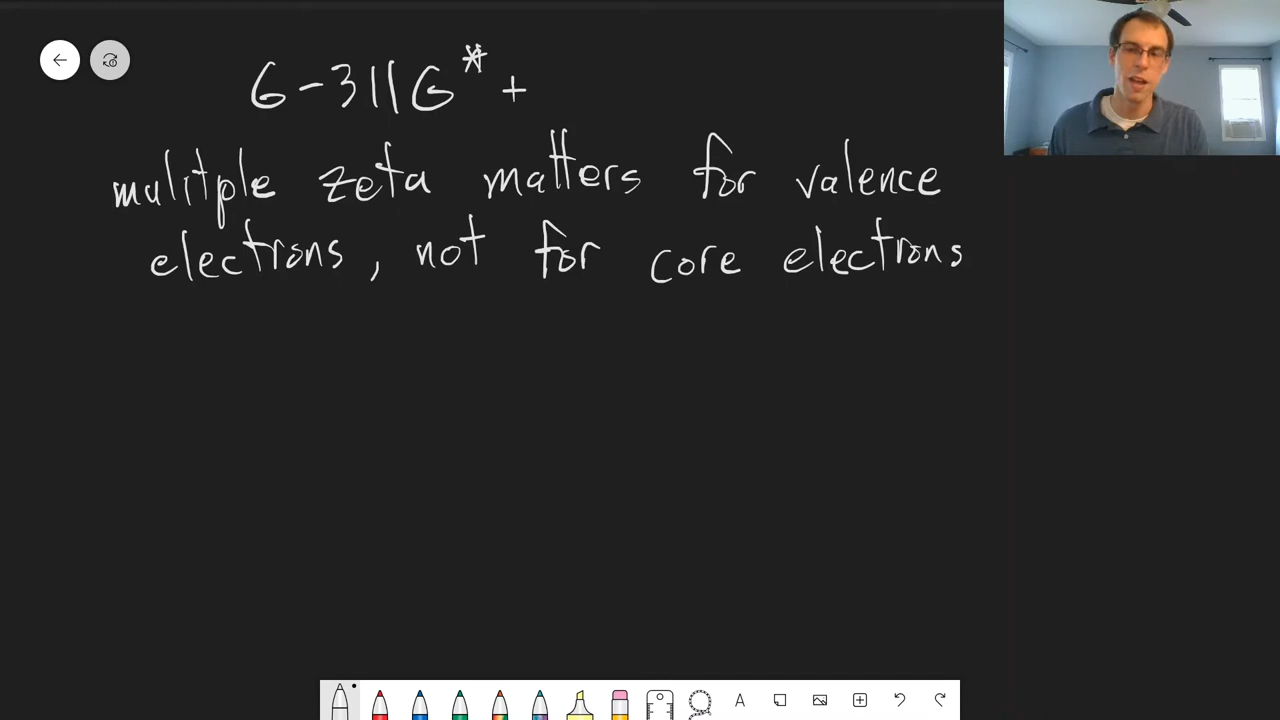 6-311G* +
mulitple zeta matters for valence
electrons, not for core electrons